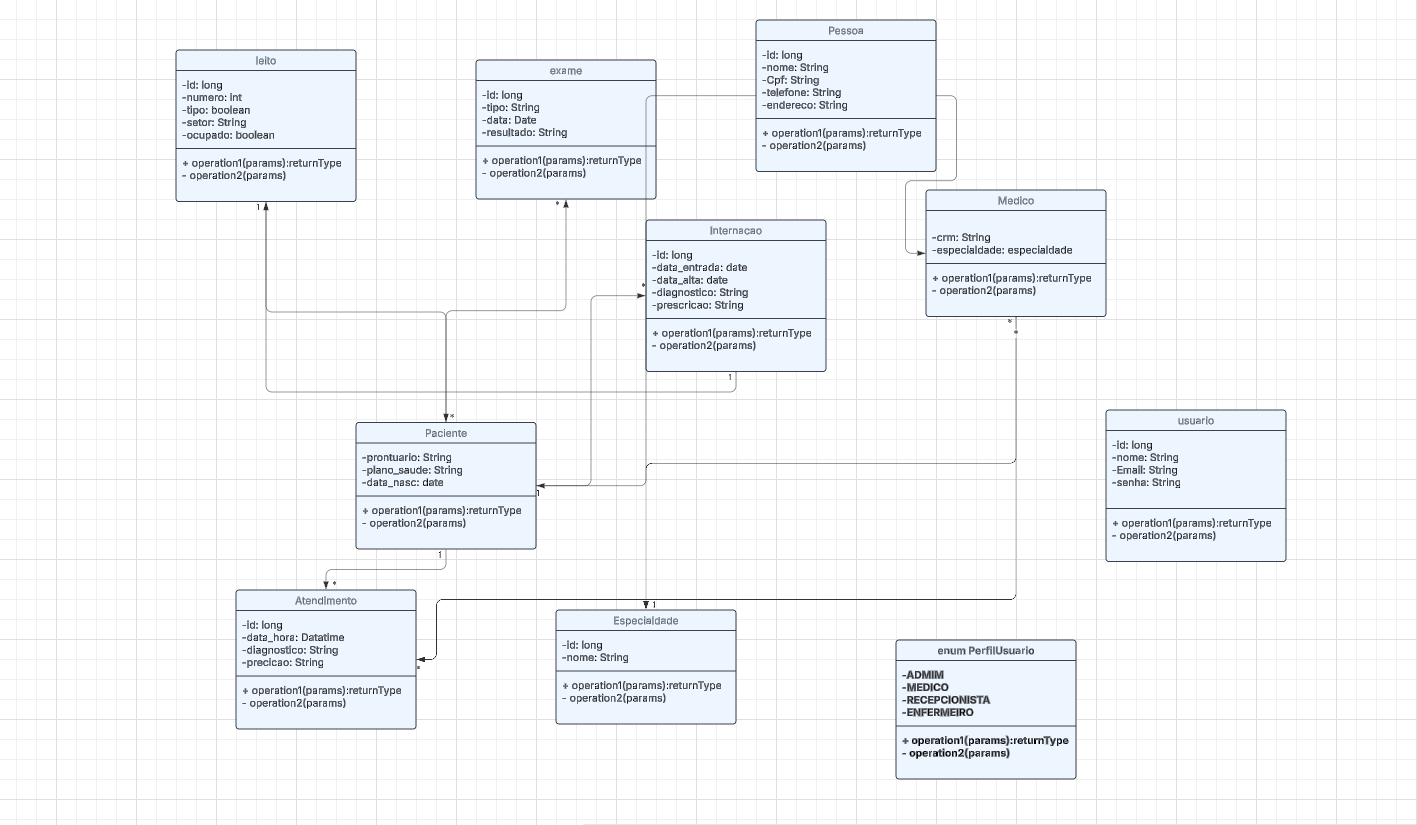 leito
-id: long
-numero: int
-tipo: boolean
-setor: String
-ocupado: boolean
+ operation1(params):returnType
- operation2(params)
1
exame
-id: long
-tipo: String
-data: Date
-resultado: String
+ operation1(params):returnType
- operation2(params)
*
Pessoa
-id: long
-nome: String
-Cpf: String
-telefone: String
-endereco: String
+ operation1(params):returnType
- operation2(params)
Medico
-crm: String
-especialdade: especialdade
+ operation1(params):returnType
- operation2(params)
*
*
Internacao
-id: long
-data_entrada: date
-data_alta: date
-diagnostico: String
-prescricao: String
+ operation1(params):returnType
- operation2(params)
*
1
Paciente
*
-prontuario: String
-plano_saude: String
-data_nasc: date
+ operation1(params):returnType
- operation2(params)
1
1
usuario
-id: long
-nome: String
-Email: String
-senha: String
+ operation1(params):returnType
- operation2(params)
Atendimento
*
-id: long
-data_hora: Datatime
-diagnostico: String
-precicao: String
+ operation1(params):returnType
- operation2(params)
*
Especialdade
1
-id: long
-nome: String
+ operation1(params):returnType
- operation2(params)
enum PerfilUsuario
-ADMIM
-MEDICO
-RECEPCIONISTA
-ENFERMEIRO
+ operation1(params):returnType
- operation2(params)